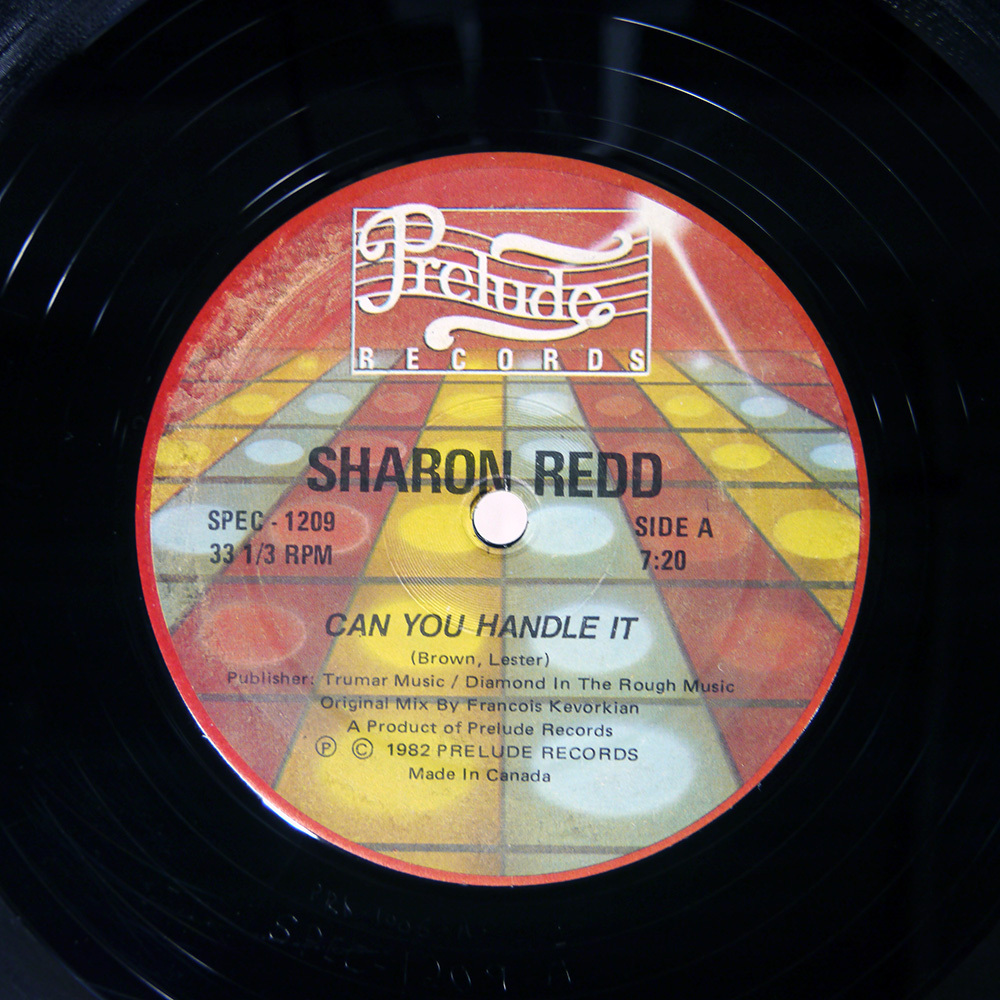 Prelude
RECORDS
SHARON REDD
SPEC - 1209
33 1/3 RPM
SIDE A
7:20
CAN YOU HANDLE IT
(Brown, Lester)
Publisher: Trumar Music / Diamond In The Rough Music
Original Mix By Francois Kevorkian
A Product of Prelude Records
Ⓟ © 1982 PRELUDE RECORDS
Made In Canada
SPEC-1209 A